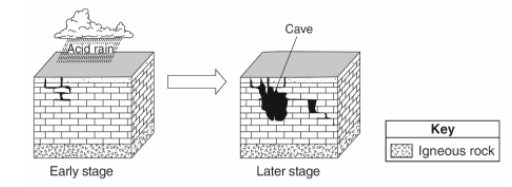 Acid rain
Cave
Early stage
Later stage
Key
Igneous rock